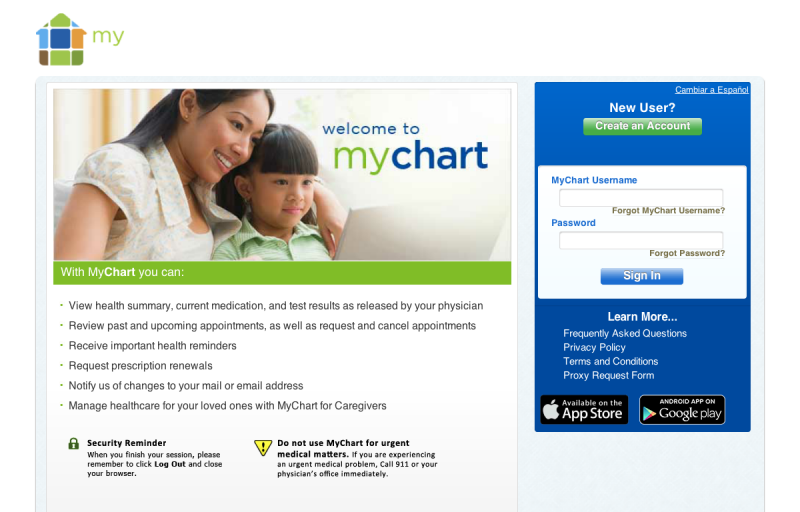 my
Cambiar a Español
New User?
Create an Account
welcome to
mychart
MyChart Username
Forgot MyChart Username?
Password
Forgot Password?
Sign In
With MyChart you can:
· View health summary, current medication, and test results as released by your physician
· Review past and upcoming appointments, as well as request and cancel appointments
· Receive important health reminders
· Request prescription renewals
· Notify us of changes to your mail or email address
· Manage healthcare for your loved ones with MyChart for Caregivers
Learn More...
Frequently Asked Questions
Privacy Policy
Terms and Conditions
Proxy Request Form
Available on the
App Store
ANDROID APP ON
Google play
Security Reminder
When you finish your session, please
remember to click Log Out and close
your browser.
Do not use MyChart for urgent
medical matters. If you are experiencing
an urgent medical problem, Call 911 or your
physician's office immediately.